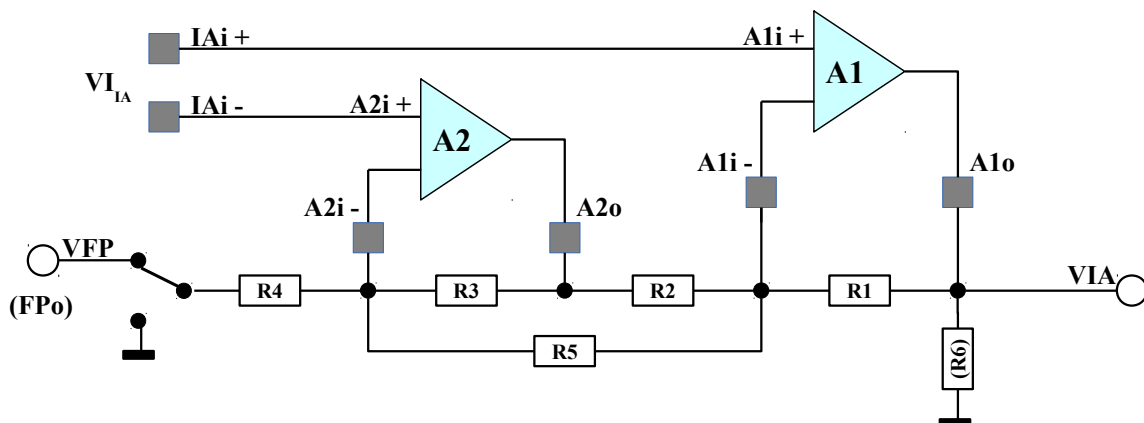 IAi +
A1i +
A1
VI IA
IAi -
A2i +
A2
A1i -
A1o
A2i -
A2o
VFP
(FPo)
R4
R3
R2
R1
VIA
R5
(R6)